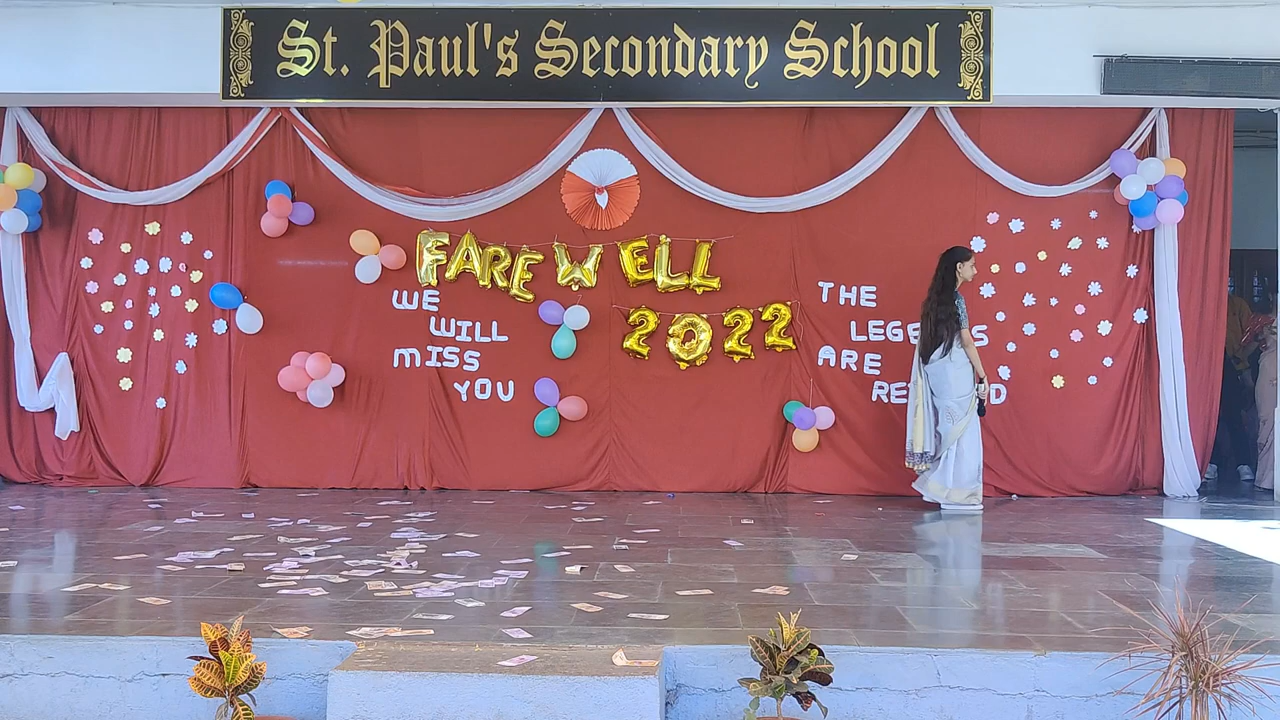 St. Paul's Secondary School
FAREWELL
2022
WE
WILL
MISS
YOU
THE
ARE